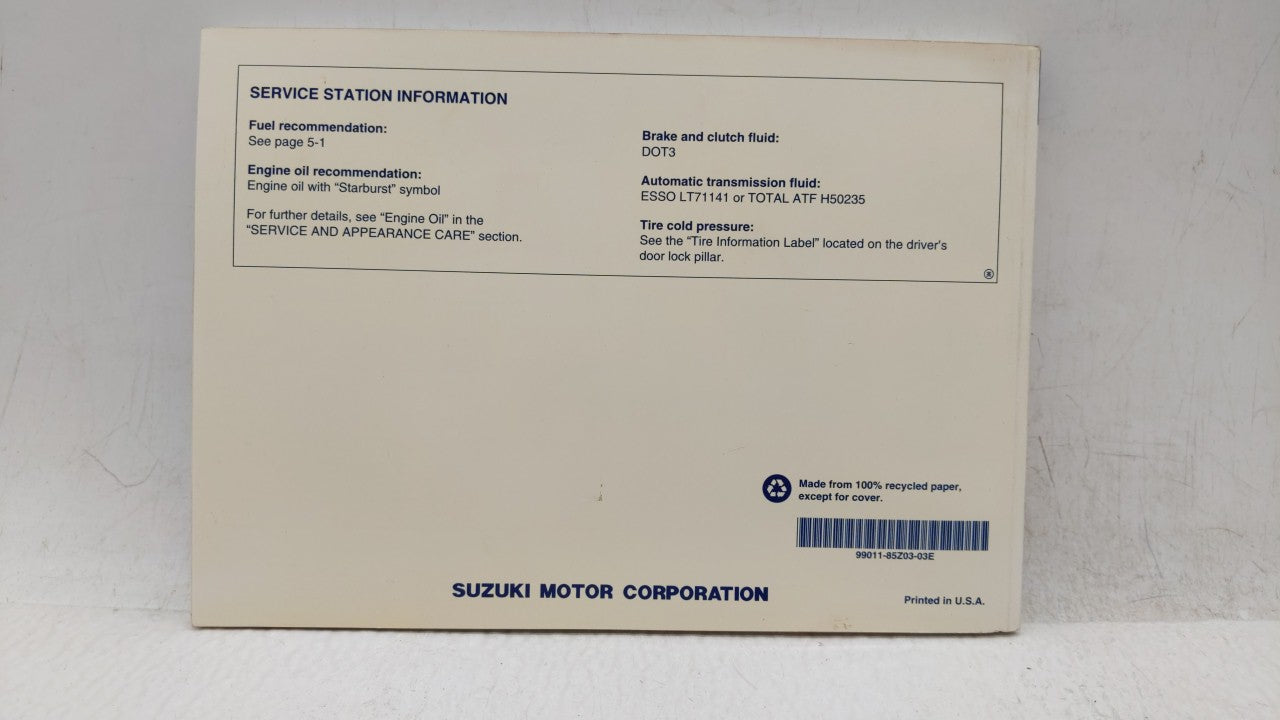 SERVICE STATION INFORMATION
Fuel recommendation:
See page 5-1
Engine oil recommendation:
Engine oil with “Starburst” symbol
For further details, see “Engine Oil” in the
“SERVICE AND APPEARANCE CARE” section.
Brake and clutch fluid:
DOT3
Automatic transmission fluid:
ESSO LT71141 or TOTAL ATF H50235
Tire cold pressure:
See the “Tire Information Label” located on the driver's
door lock pillar.
Made from 100% recycled paper,
except for cover.
99011-85Z03-03E
SUZUKI MOTOR CORPORATION
Printed in U.S.A.